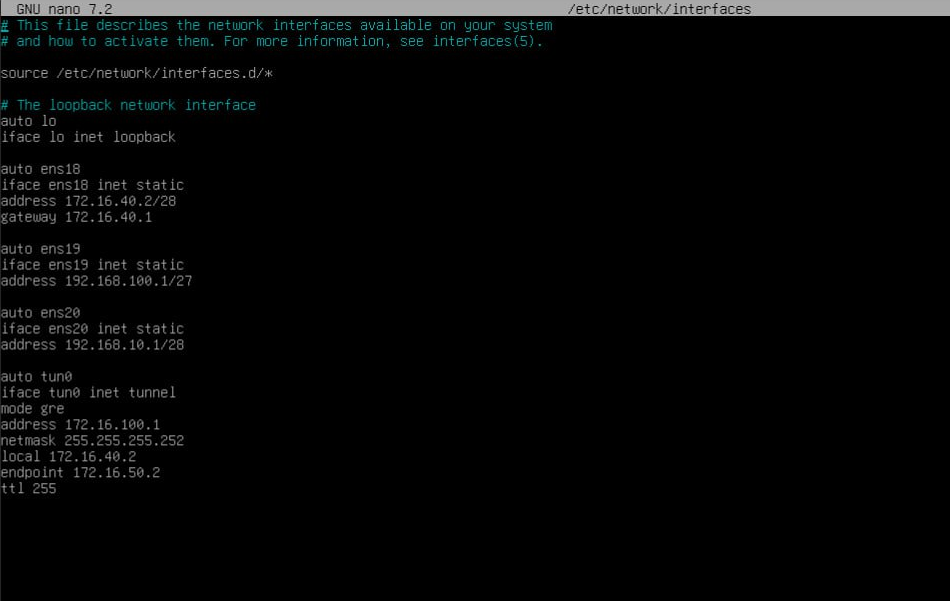 GNU nano 7.2 /etc/network/interfaces
# This file describes the network interfaces available on your system
# and how to activate them. For more information, see interfaces(5).
source /etc/network/interfaces.d/*
# The loopback network interface
auto lo
iface lo inet loopback
auto ens18
iface ens18 inet static
address 172.16.40.2/28
gateway 172.16.40.1
auto ens19
iface ens19 inet static
address 192.168.100.1/27
auto ens20
iface ens20 inet static
address 192.168.10.1/28
auto tun0
iface tun0 inet tunnel
mode gre
address 172.16.100.1
netmask 255.255.255.252
local 172.16.40.2
endpoint 172.16.50.2
ttl 255